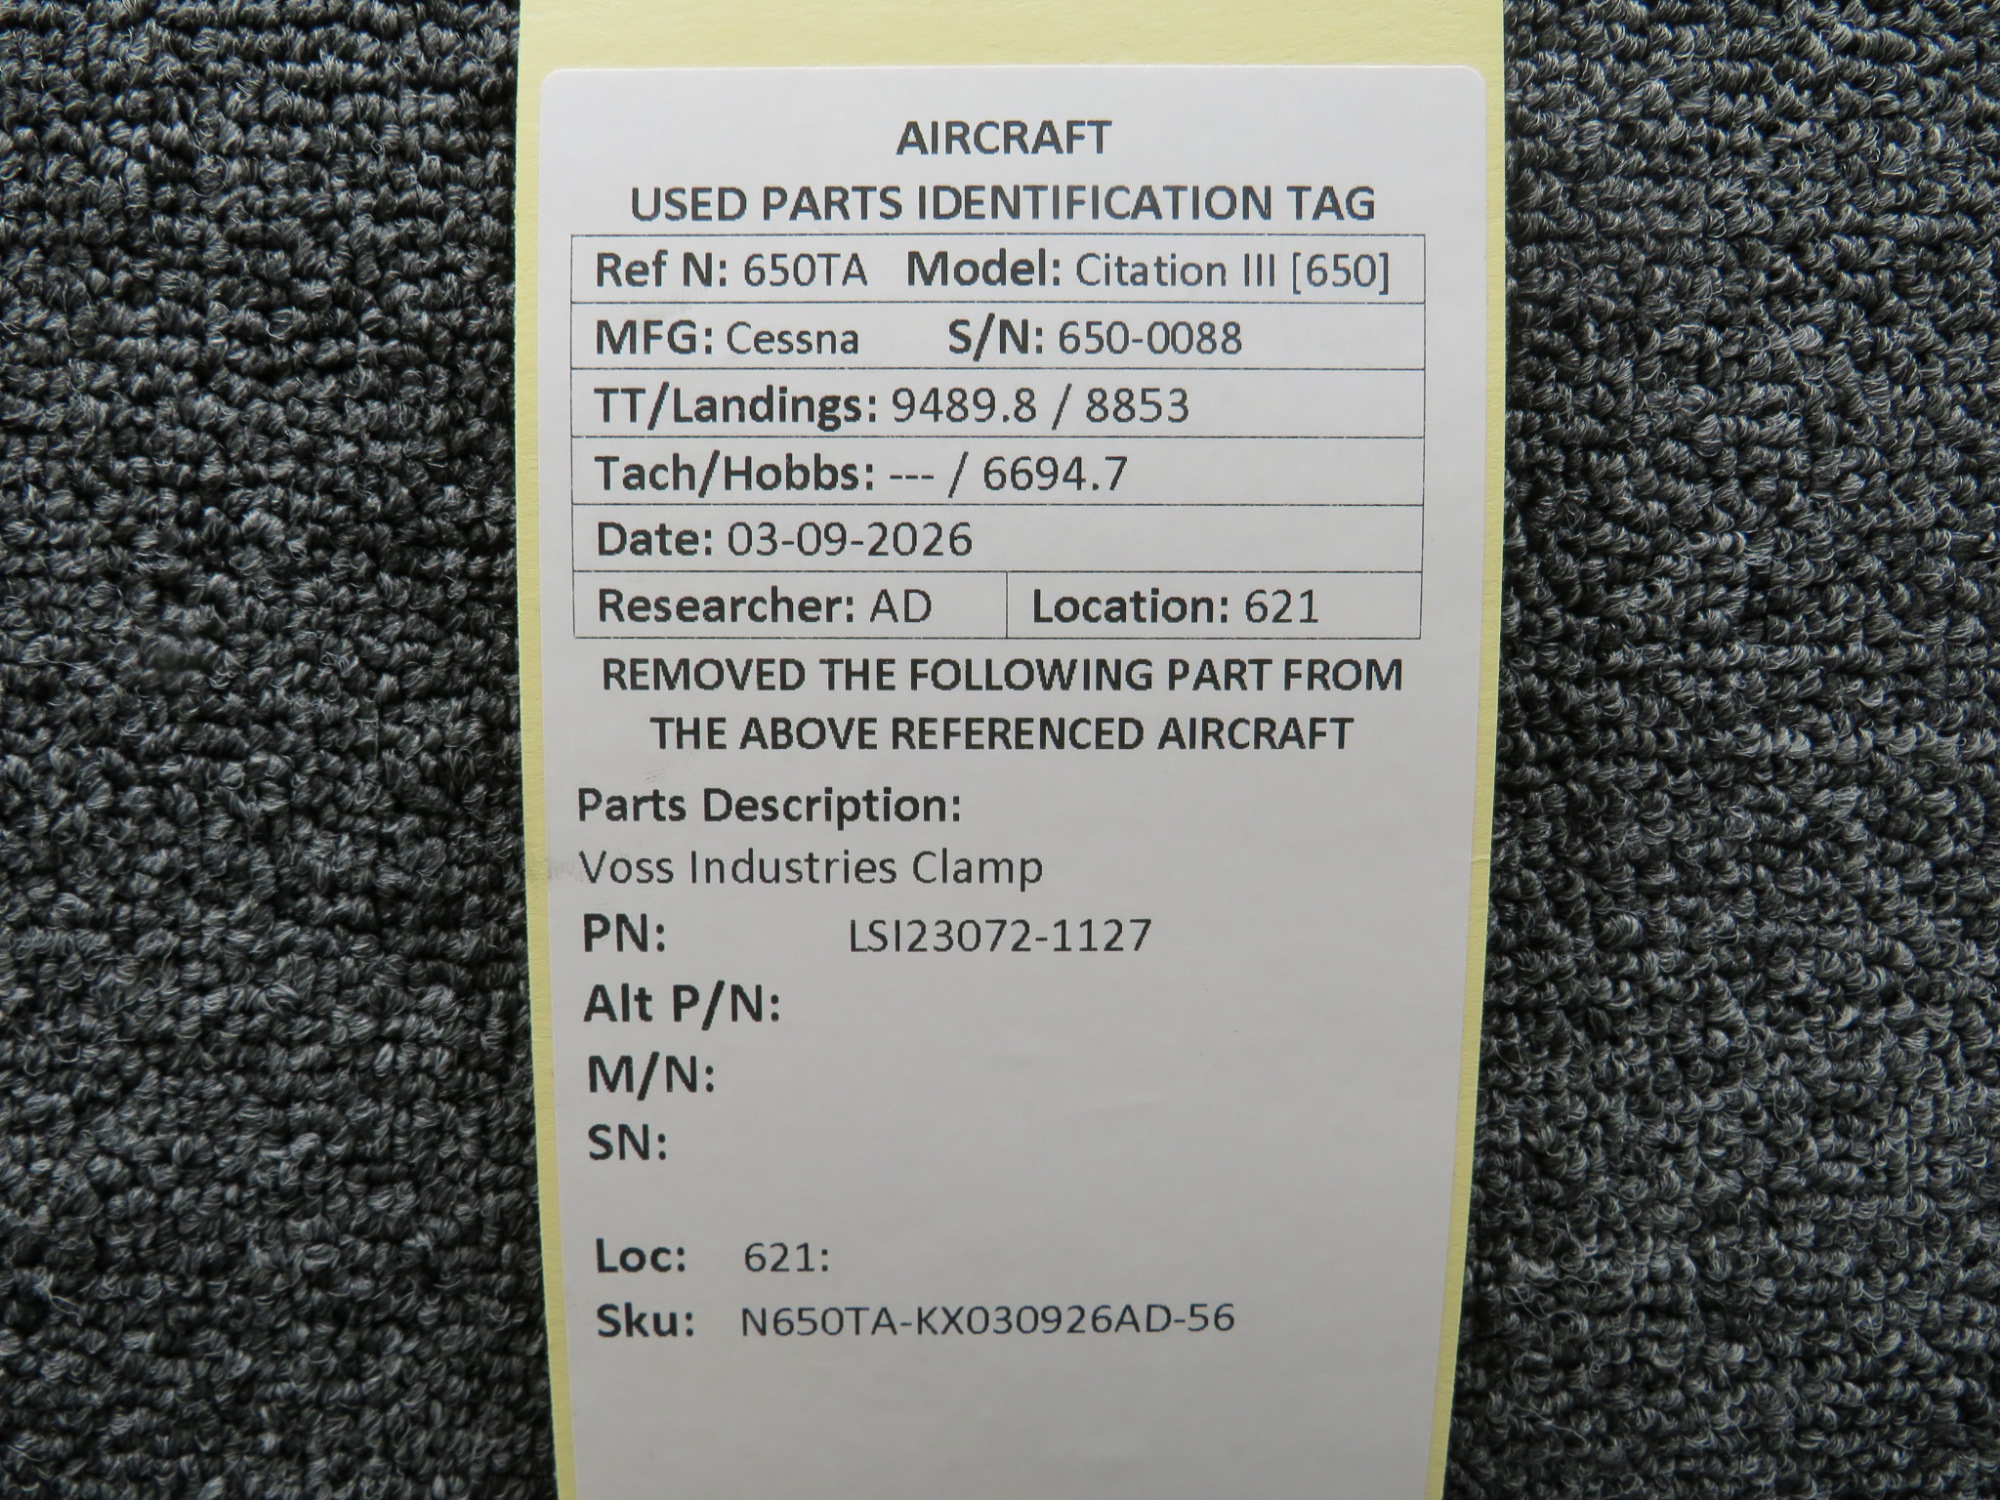 AIRCRAFT
USED PARTS IDENTIFICATION TAG
Ref N: 650TA Model: Citation III [650]
MFG: Cessna S/N: 650-0088
TT/Landings: 9489.8 / 8853
Tach/Hobbs: --- / 6694.7
Date: 03-09-2026
Researcher: AD Location: 621
REMOVED THE FOLLOWING PART FROM
THE ABOVE REFERENCED AIRCRAFT
Parts Description:
Voss Industries Clamp
PN: LSI23072-1127
Alt P/N:
M/N:
SN:
Loc: 621:
Sku: N650TA-KX030926AD-56